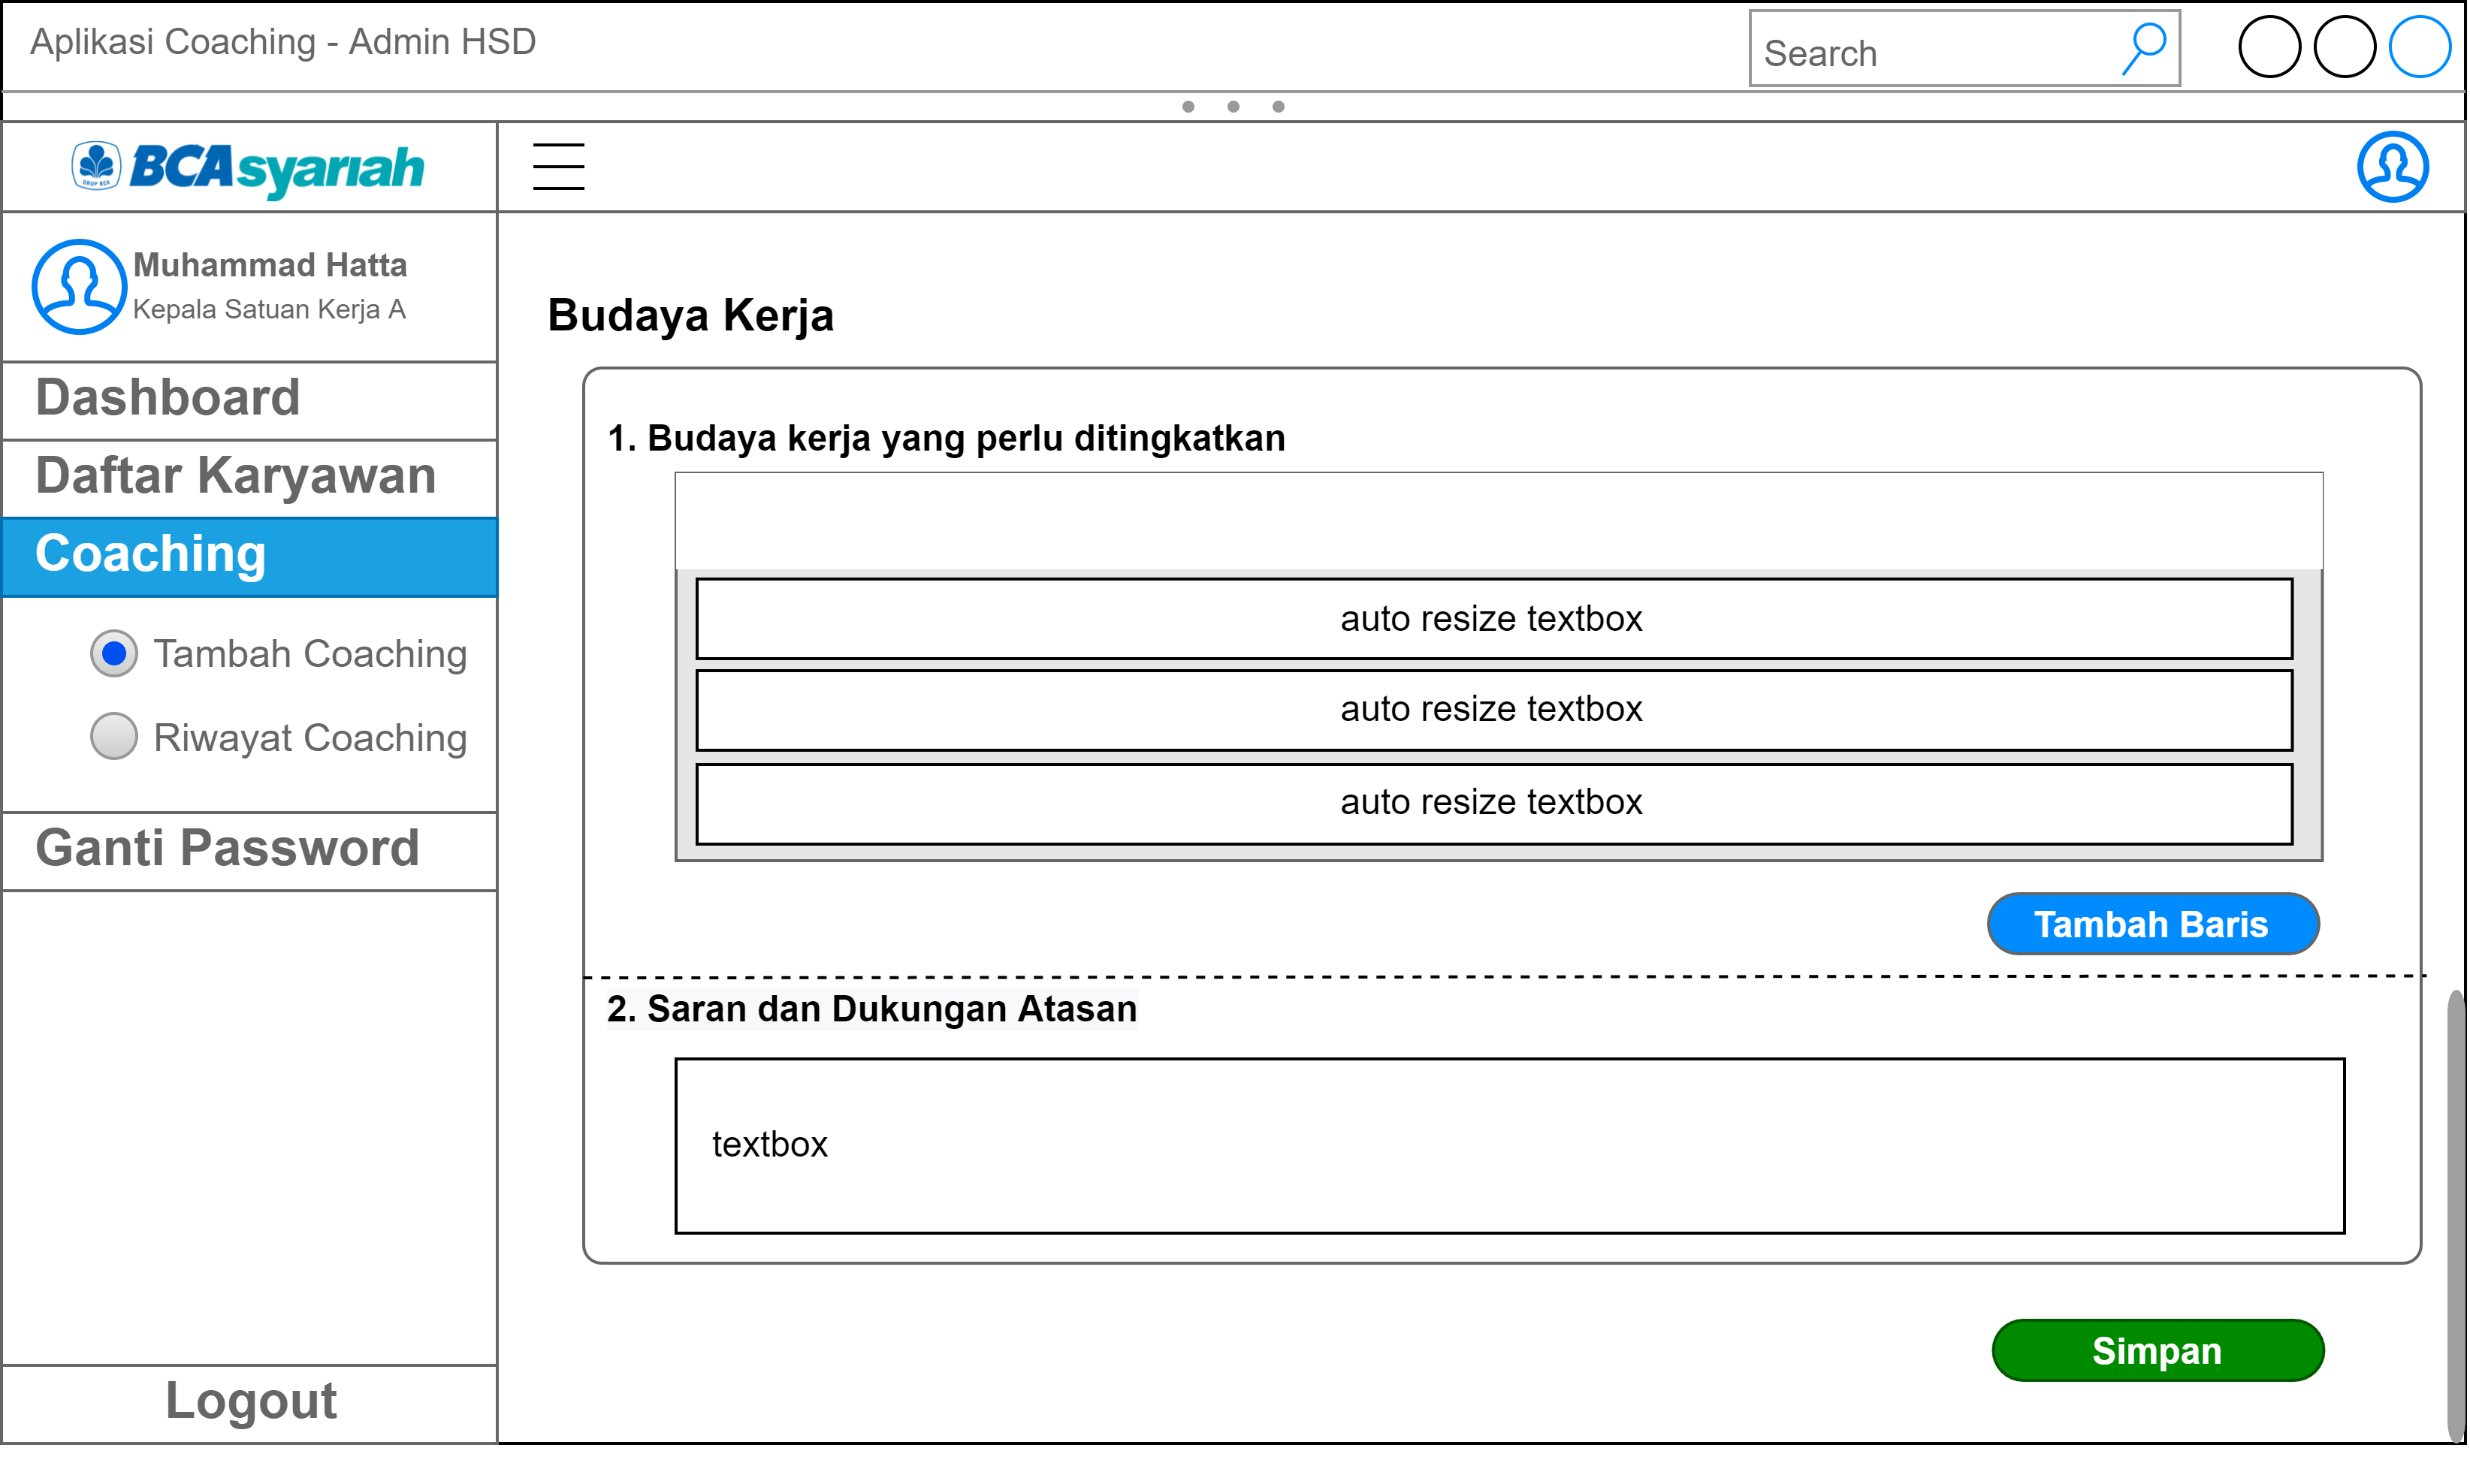 Aplikasi Coaching - Admin HSD
Search
GRUP BCA
BCAsyariah
Muhammad Hatta
Kepala Satuan Kerja A
Dashboard
Daftar Karyawan
Coaching
Tambah Coaching
Riwayat Coaching
Ganti Password
Logout
Budaya Kerja
1. Budaya kerja yang perlu ditingkatkan
auto resize textbox
auto resize textbox
auto resize textbox
Tambah Baris
2. Saran dan Dukungan Atasan
textbox
Simpan